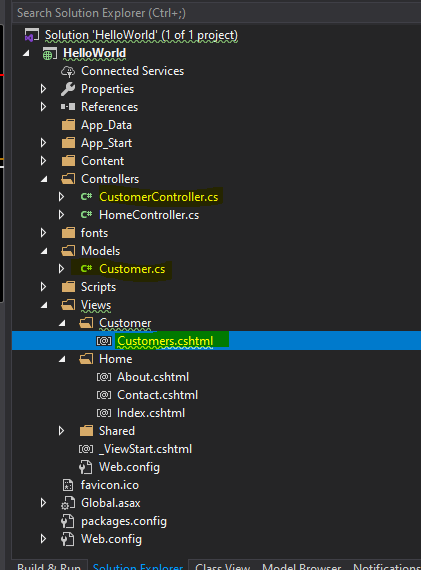 Search Solution Explorer (Ctrl+;)
Solution 'HelloWorld' (1 of 1 project)
HelloWorld
Connected Services
Properties
References
App_Data
App_Start
Content
Controllers
C# CustomerController.cs
C# HomeController.cs
fonts
Models
C# Customer.cs
Scripts
Views
Customer
[@] Customers.cshtml
Home
[@] About.cshtml
[@] Contact.cshtml
[@] Index.cshtml
Shared
[@] _ViewStart.cshtml
Web.config
favicon.ico
Global.asax
packages.config
Web.config
Build & Run Solution Explorer Class View Model Browser Notifications